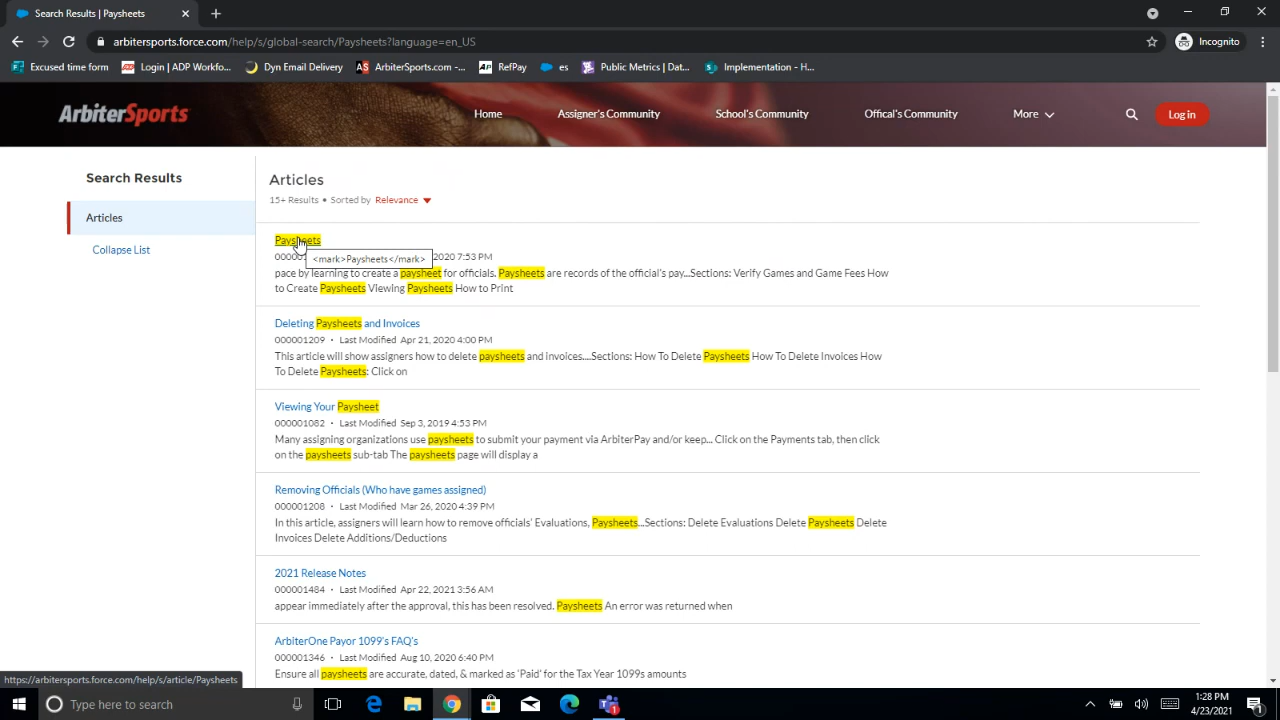 Search Results | Paysheets
arbitersports.force.com/help/s/global-search/Paysheets?language=en_US
Incognito
Excused time form
Login | ADP Workfo...
Dyn Email Delivery
AS ArbiterSports.com -...
AP RefPay
es
Public Metrics | Dat...
Implementation - H...
ArbiterSports
Home
Assigner's Community
School's Community
Offical's Community
More
Log in
Search Results
Articles
Collapse List
Articles
15+ Results • Sorted by Relevance
Paysheets
<mark>Paysheets</mark>
2020 7:53 PM
pace by learning to create a paysheet for officials. Paysheets are records of the official's pay...Sections: Verify Games and Game Fees How
to Create Paysheets Viewing Paysheets How to Print
Deleting Paysheets and Invoices
000001209 • Last Modified Apr 21, 2020 4:00 PM
This article will show assigners how to delete paysheets and invoices....Sections: How To Delete Paysheets How To Delete Invoices How
To Delete Paysheets: Click on
Viewing Your Paysheet
000001082 • Last Modified Sep 3, 2019 4:53 PM
Many assigning organizations use paysheets to submit your payment via ArbiterPay and/or keep... Click on the Payments tab, then click
on the paysheets sub-tab The paysheets page will display a
Removing Officials (Who have games assigned)
000001208 • Last Modified Mar 26, 2020 4:39 PM
In this article, assigners will learn how to remove officials' Evaluations, Paysheets...Sections: Delete Evaluations Delete Paysheets Delete
Invoices Delete Additions/Deductions
2021 Release Notes
000001484 • Last Modified Apr 22, 2021 3:56 AM
appear immediately after the approval, this has been resolved. Paysheets An error was returned when
ArbiterOne Payor 1099's FAQ's
000001346 • Last Modified Aug 10, 2020 6:40 PM
Ensure all paysheets are accurate, dated, & marked as 'Paid' for the Tax Year 1099s amounts
https://arbitersports.force.com/help/s/article/Paysheets
Type here to search
1:28 PM
4/23/2021